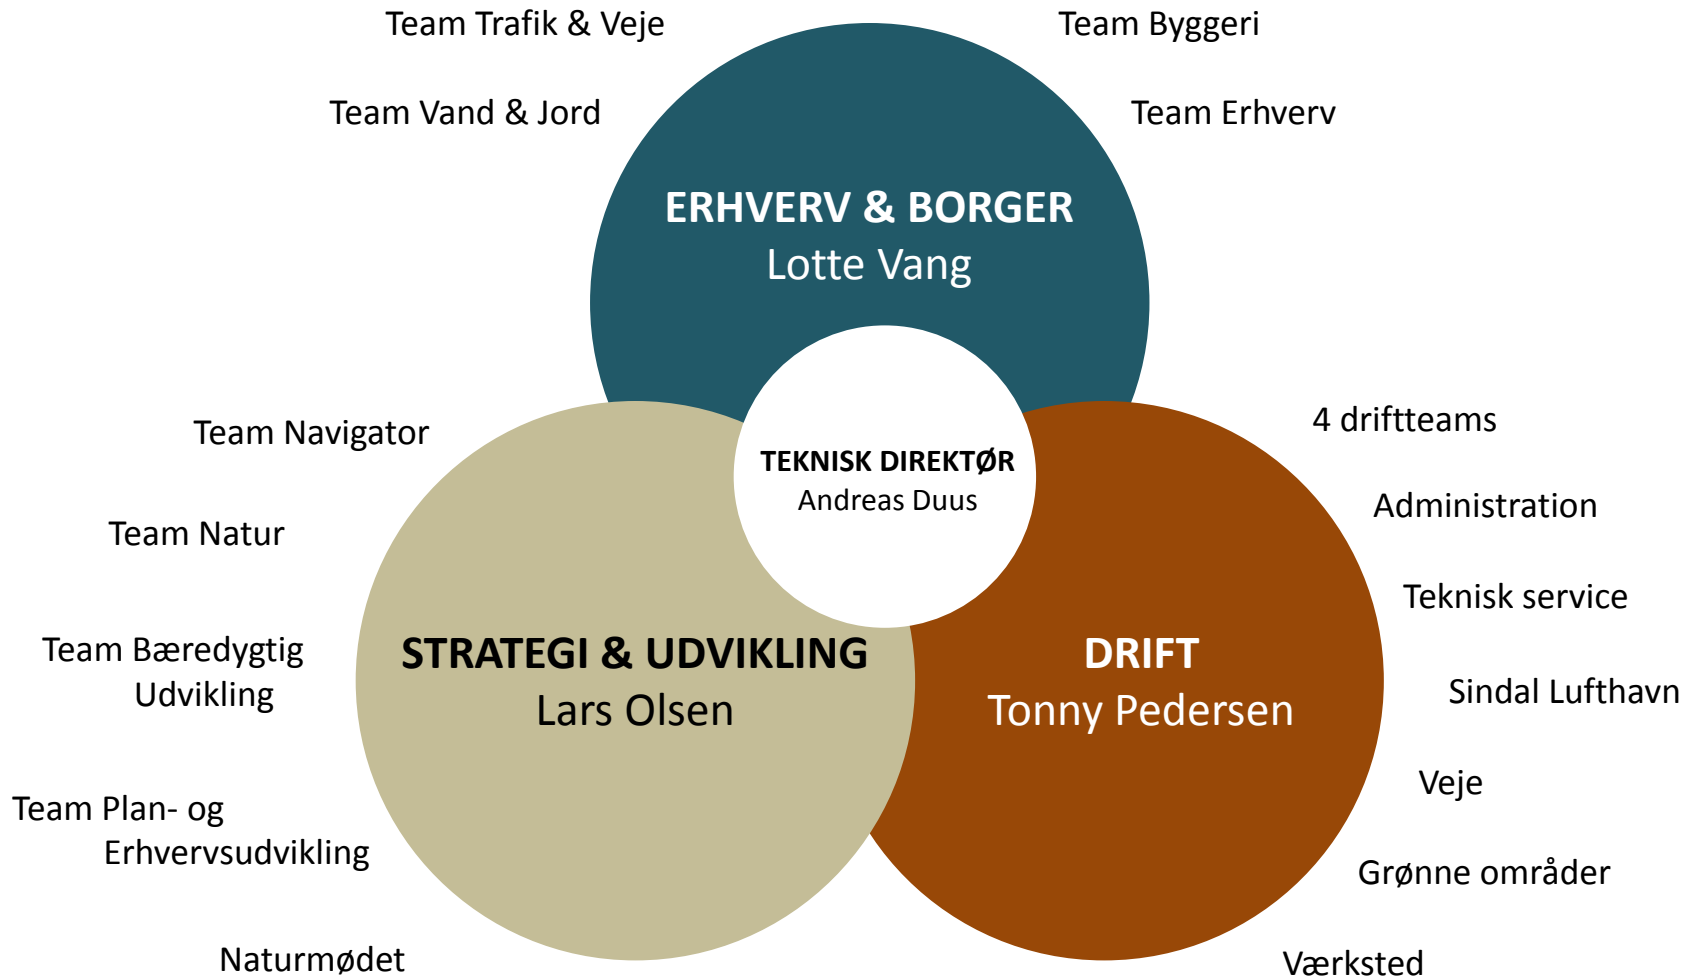 Team Trafik & Veje
Team Byggeri
Team Vand & Jord
Team Erhverv
ERHVERV & BORGER
Lotte Vang
Team Navigator
4 driftteams
TEKNISK DIREKTØR
Andreas Duus
Administration
Team Natur
Teknisk service
Team Bæredygtig
Udvikling
STRATEGI & UDVIKLING
Lars Olsen
DRIFT
Tonny Pedersen
Sindal Lufthavn
Veje
Team Plan- og
Erhvervsudvikling
Grønne områder
Naturmødet
Værksted